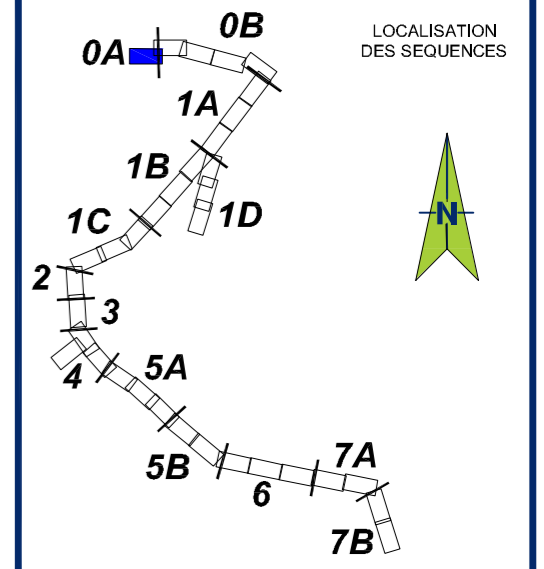 LOCALISATION
DES SEQUENCES
0A
0B
1A
1B
1C
1D
2
3
4
5A
5B
6
7A
7B
N